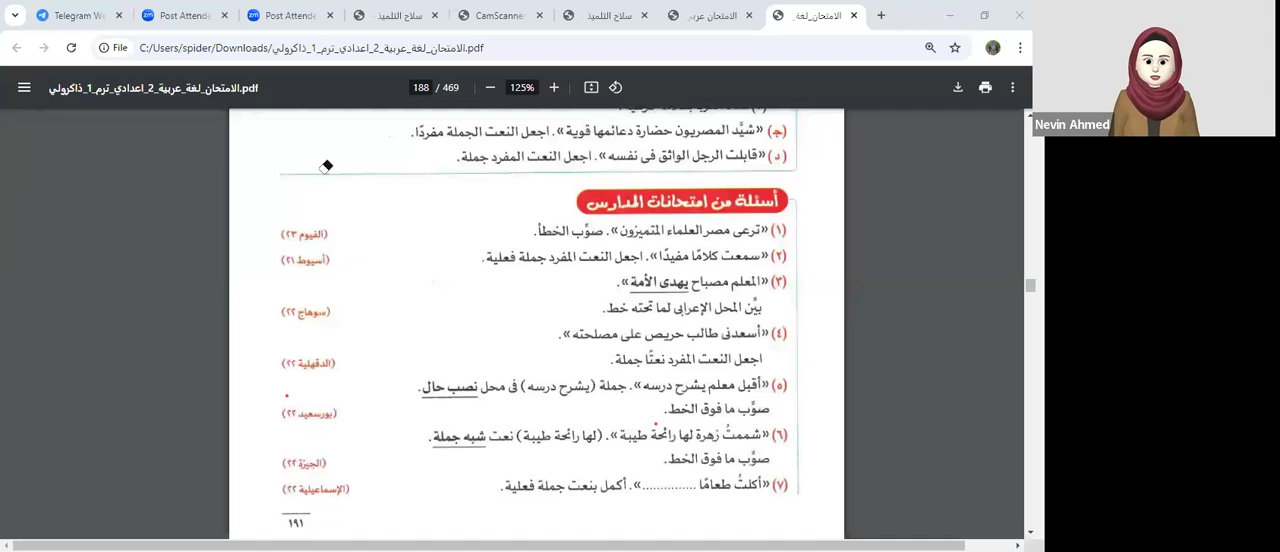 Telegram We
Post Attende
Post Attende
سلاح التلميذ -
CamScanner
سلاح التلميذ -
الامتحان عربي
الامتحان_لغة_
File C:/Users/spider/Downloads/الامتحان_لغة_عربية_2_اعدادي_ترم_1_ذاكرولي.pdf
الامتحان_لغة_عربية_2_اعدادي_ترم_1_ذاكرولي.pdf
188 / 469
125%
Nevin Ahmed
(جـ) «شيَّد المصريون حضارة دعائمها قوية». اجعل النعت الجملة مفردًا.
(د) «قابلت الرجل الواثق فى نفسه». اجعل النعت المفرد جملة.
أسئلة من امتحانات المدارس
(١) «ترعى مصر العلماء المتميزون». صوِّب الخطأ. (الفيوم ٢٣)
(٢) «سمعت كلامًا مفيدًا». اجعل النعت المفرد جملة فعلية. (أسيوط ٢١)
(٣) «المعلم مصباح يهدى الأمة».
بيِّن المحل الإعرابى لما تحته خط. (سوهاج ٢٢)
(٤) «أسعدنى طالب حريص على مصلحته».
اجعل النعت المفرد نعتًا جملة. (الدقهلية ٢٢)
(٥) «أقبل معلم يشرح درسه». جملة (يشرح درسه) فى محل نصب حال.
صوِّب ما فوق الخط. (بورسعيد ٢٢)
(٦) «شممتُ زهرة لها رائحة طيبة». (لها رائحة طيبة) نعت شبه جملة.
صوِّب ما فوق الخط. (الجيزة ٢٢)
(٧) «أكلتُ طعامًا ...............». أكمل بنعت جملة فعلية. (الإسماعيلية ٢٢)
١٩١